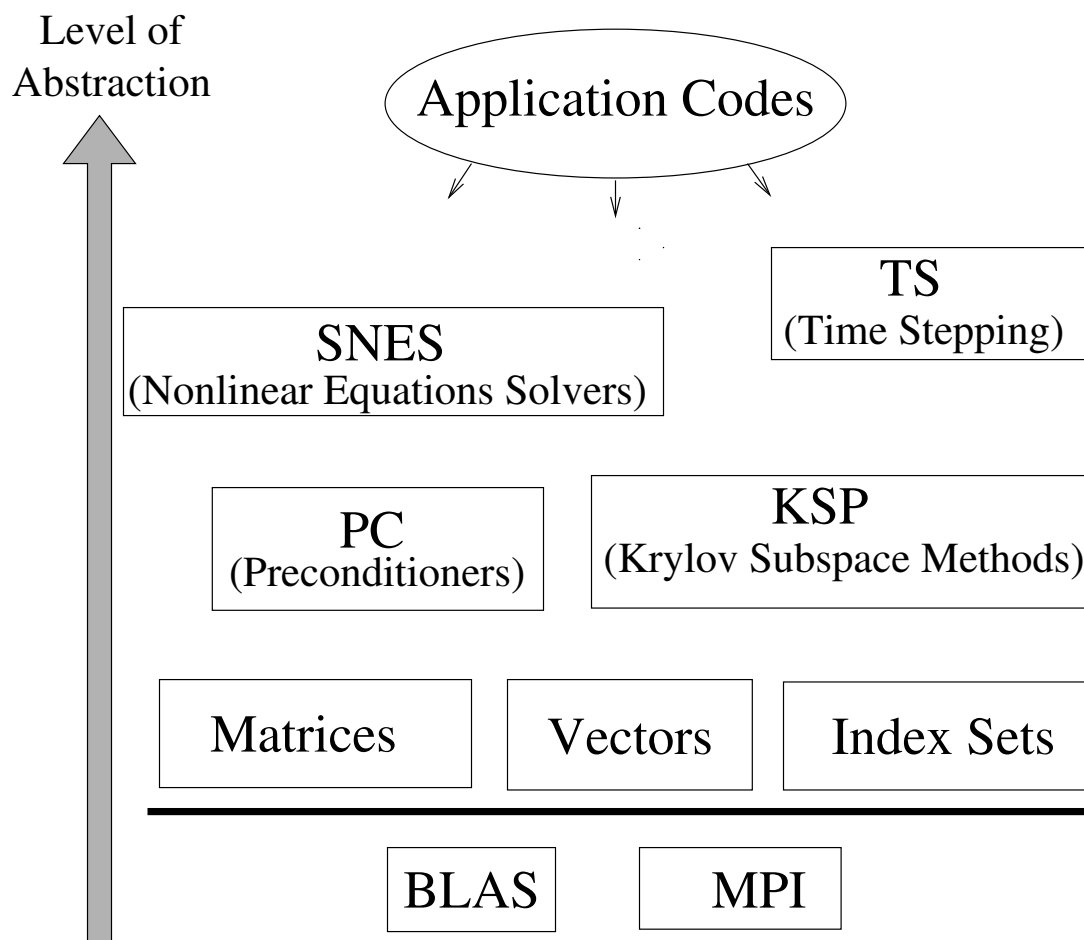 Level of
Abstraction
Application Codes
TS
(Time Stepping)
SNES
(Nonlinear Equations Solvers)
PC
(Preconditioners)
KSP
(Krylov Subspace Methods)
Matrices
Vectors
Index Sets
BLAS
MPI